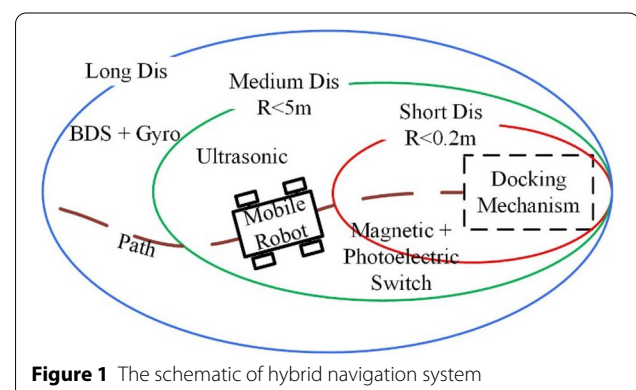 Long Dis
Medium Dis
R<5m
Short Dis
R<0.2m
BDS + Gyro
Ultrasonic
Docking
Mechanism
Mobile
Robot
Path
Magnetic +
Photoelectric
Switch
Figure 1 The schematic of hybrid navigation system